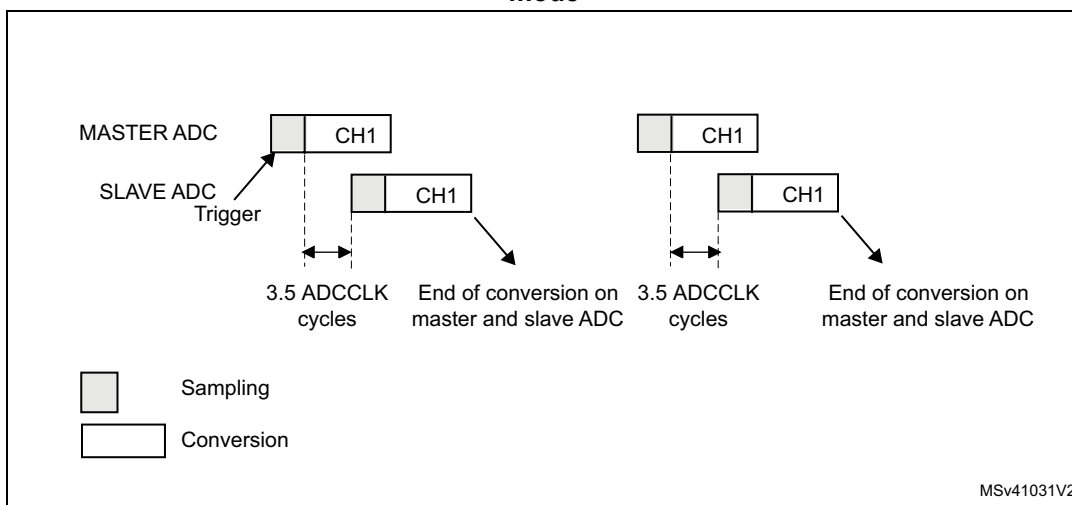 MASTER ADC
CH1
CH1
SLAVE ADC
CH1
CH1
Trigger
3.5 ADCCLK
cycles
End of conversion on
master and slave ADC
3.5 ADCCLK
cycles
End of conversion on
master and slave ADC
Sampling
Conversion
MSv41031V2